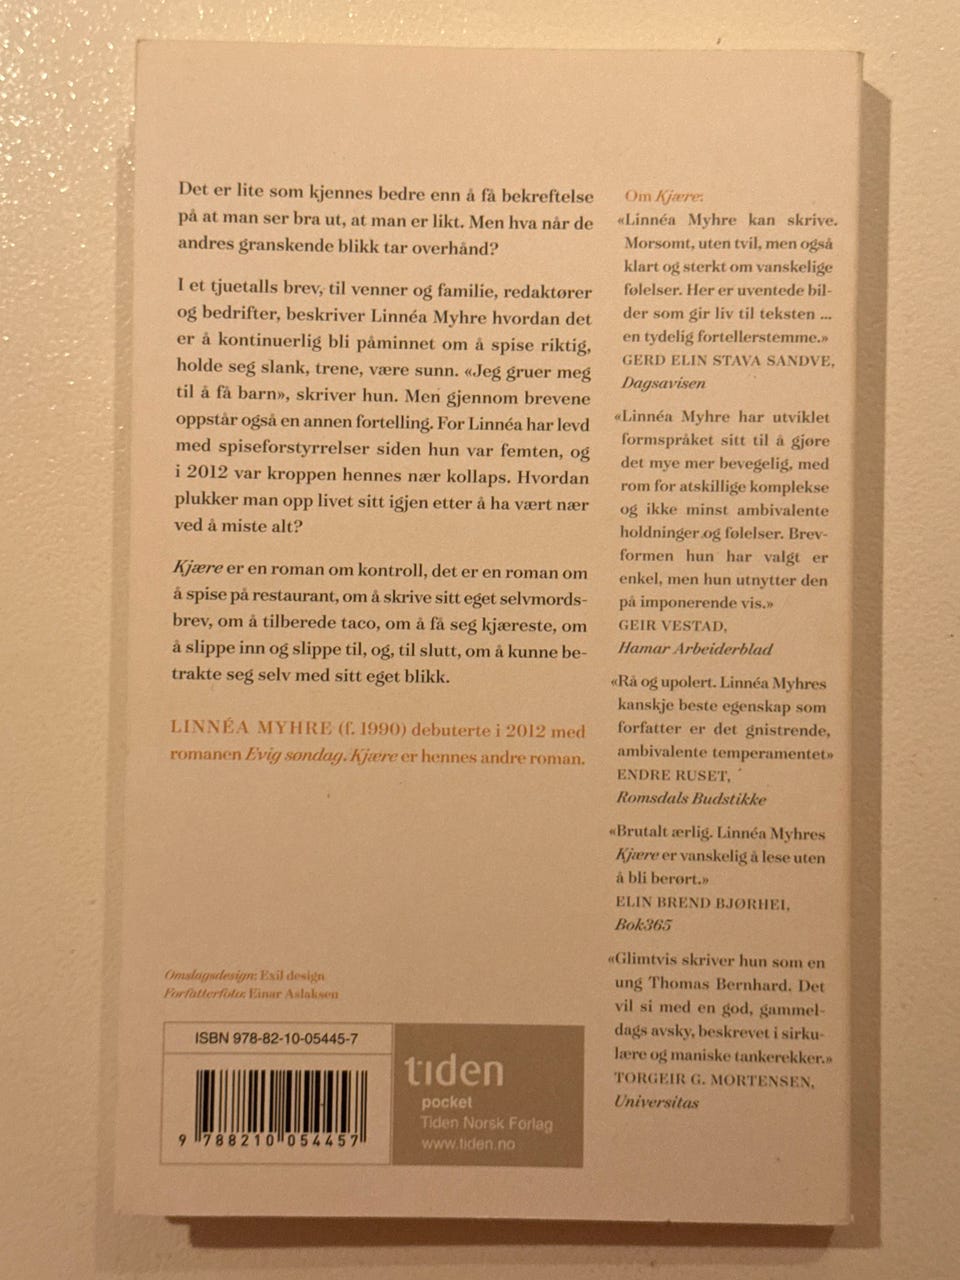 Det er lite som kjennes bedre enn å få bekreftelse
på at man ser bra ut, at man er likt. Men hva når de
andres granskende blikk tar overhånd?
I et tjuetalls brev, til venner og familie, redaktører
og bedrifter, beskriver Linnéa Myhre hvordan det
er å kontinuerlig bli påminnet om å spise riktig,
holde seg slank, trene, være sunn. «Jeg gruer meg
til å få barn», skriver hun. Men gjennom brevene
oppstår også en annen fortelling. For Linnéa har levd
med spiseforstyrrelser siden hun var femten, og
i 2012 var kroppen hennes nær kollaps. Hvordan
plukker man opp livet sitt igjen etter å ha vært nær
ved å miste alt?
Kjære er en roman om kontroll, det er en roman om
å spise på restaurant, om å skrive sitt eget selvmords-
brev, om å tilberede taco, om å få seg kjæreste, om
å slippe inn og slippe til, og, til slutt, om å kunne be-
trakte seg selv med sitt eget blikk.
LINNÉA MYHRE (f. 1990) debuterte i 2012 med
romanen Evig søndag. Kjære er hennes andre roman.
Omslagsdesign: Exil design
Forfatterfoto: Einar Aslaksen
ISBN 978-82-10-05445-7
9 788210 054457
tiden
pocket
Tiden Norsk Forlag
www.tiden.no
Om Kjære:
«Linnéa Myhre kan skrive.
Morsomt, uten tvil, men også
klart og sterkt om vanskelige
følelser. Her er uventede bil-
der som gir liv til teksten ...
en tydelig fortellerstemme.»
GERD ELIN STAVA SANDVE,
Dagsavisen
«Linnéa Myhre har utviklet
formspråket sitt til å gjøre
det mye mer bevegelig, med
rom for atskillige komplekse
og ikke minst ambivalente
holdninger og følelser. Brev-
formen hun har valgt er
enkel, men hun utnytter den
på imponerende vis.»
GEIR VESTAD,
Hamar Arbeiderblad
«Rå og upolert. Linnéa Myhres
kanskje beste egenskap som
forfatter er det gnistrende,
ambivalente temperamentet»
ENDRE RUSET,
Romsdals Budstikke
«Brutalt ærlig. Linnéa Myhres
Kjære er vanskelig å lese uten
å bli berørt.»
ELIN BREND BJØRHEI,
Bok365
«Glimtvis skriver hun som en
ung Thomas Bernhard. Det
vil si med en god, gammel-
dags avsky, beskrevet i sirku-
lære og maniske tankerekker.»
TORGEIR G. MORTENSEN,
Universitas